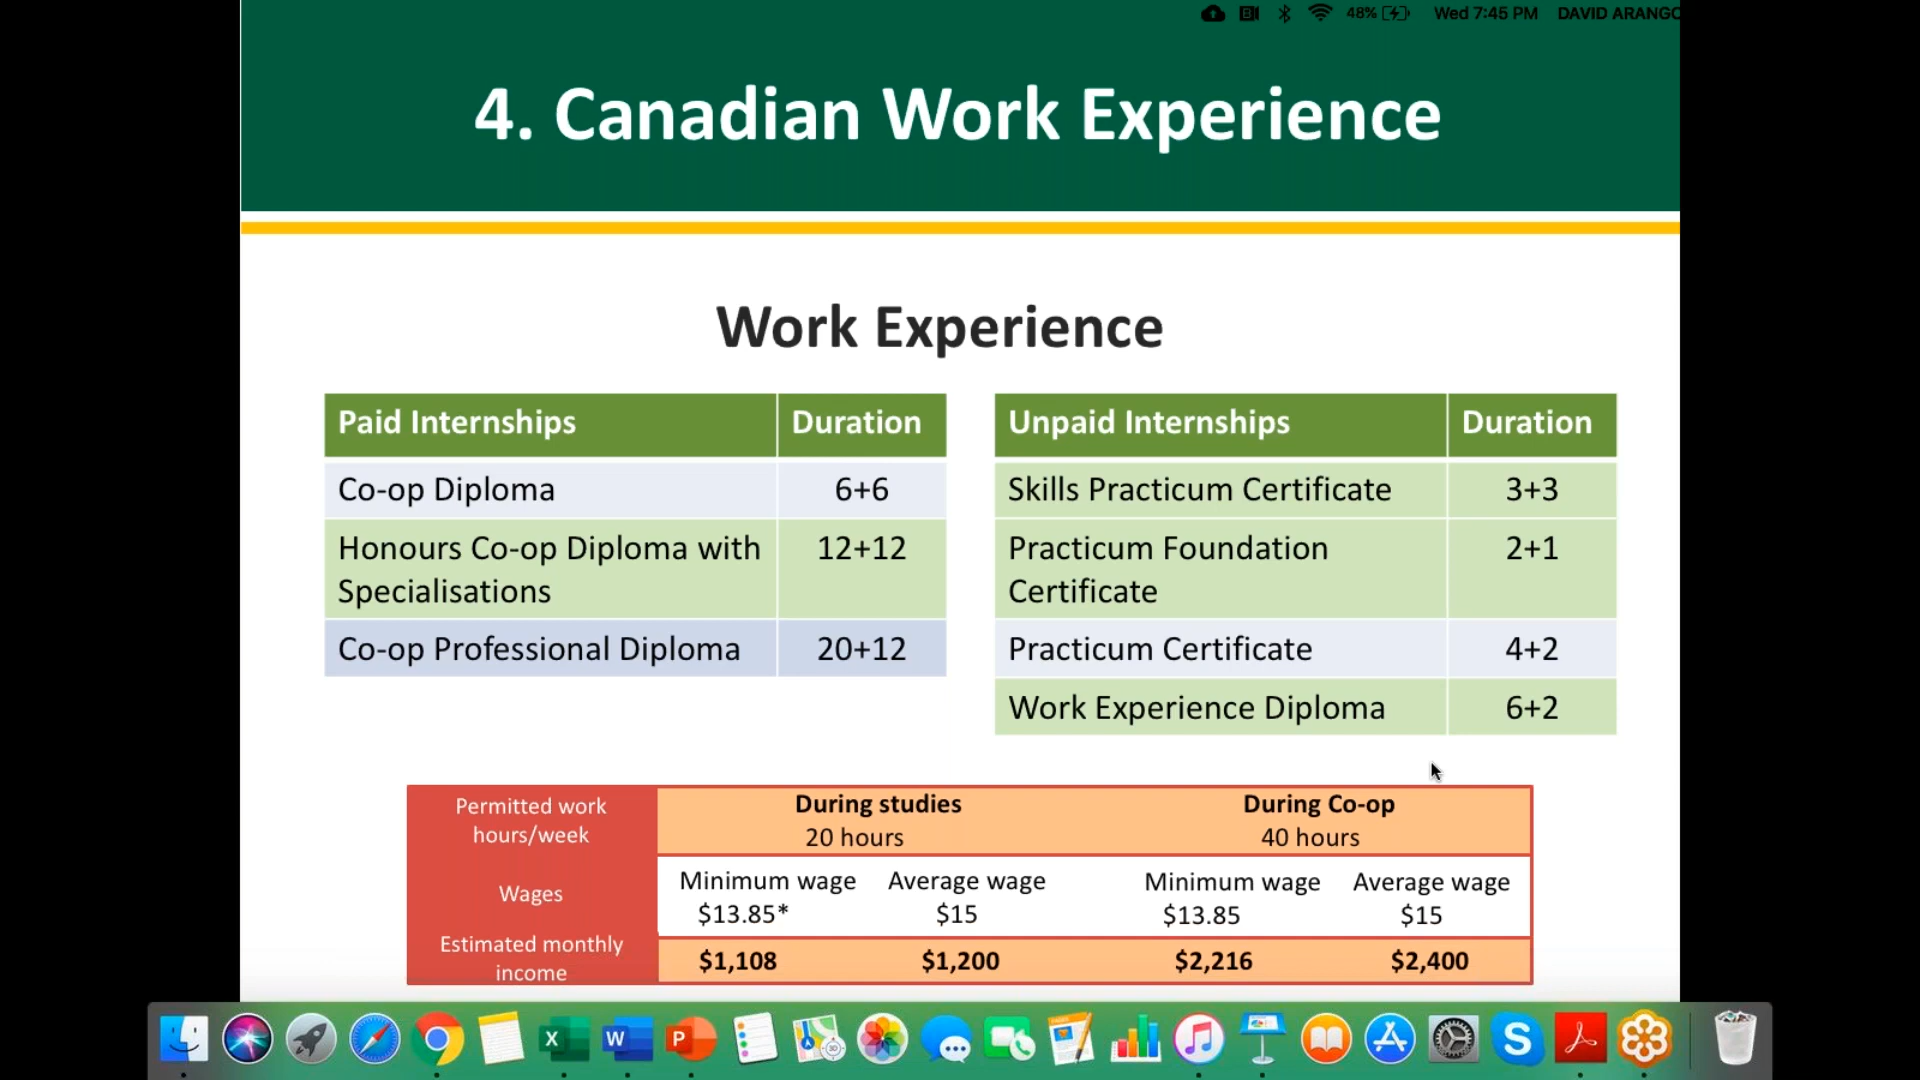 48% Wed 7:45 PM DAVID ARANGO
4. Canadian Work Experience
Work Experience
Paid Internships Duration
Co-op Diploma 6+6
Honours Co-op Diploma with 12+12
Specialisations
Co-op Professional Diploma 20+12
Unpaid Internships Duration
Skills Practicum Certificate 3+3
Practicum Foundation 2+1
Certificate
Practicum Certificate 4+2
Work Experience Diploma 6+2
Permitted work
hours/week
During studies During Co-op
20 hours 40 hours
Wages
Minimum wage Average wage Minimum wage Average wage
$13.85* $15 $13.85 $15
Estimated monthly
income
$1,108 $1,200 $2,216 $2,400
X W P 3D S